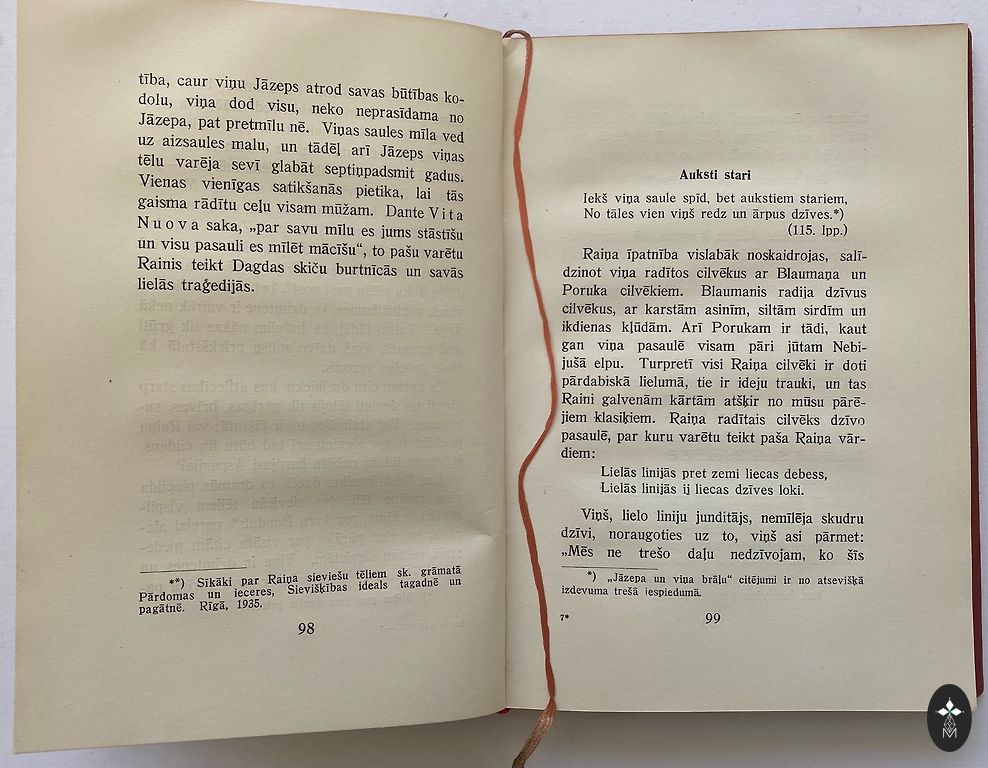 tība, caur viņu Jāzeps atrod savas būtības ko-
dolu, viņa dod visu, neko neprasīdama no
Jāzepa, pat pretmīlu nē. Viņas saules mīla ved
uz aizsaules malu, un tādēļ arī Jāzeps viņas
tēlu varēja sevī glabāt septiņpadsmit gadus.
Vienas vienīgas satikšanās pietika, lai tās
gaisma rādītu ceļu visam mūžam. Dante Vita
Nuova saka, „par savu mīlu es jums stāstīšu
un visu pasauli es mīlēt mācīšu“, to pašu varētu
Rainis teikt Dagdas skiču burtnīcās un savās
lielās traģedijās.
**) Sīkāki par Raiņa sieviešu tēliem sk. grāmatā
Pārdomas un ieceres, Sievišķības ideals tagadnē un
pagātnē. Rīgā, 1935.
98
Auksti stari
Iekš viņa saule spīd, bet aukstiem stariem,
No tāles vien viņš redz un ārpus dzīves.*)
(115. lpp.)
Raiņa īpatnība vislabāk noskaidrojas, salī-
dzinot viņa radītos cilvēkus ar Blaumaņa un
Poruka cilvēkiem. Blaumanis radija dzīvus
cilvēkus, ar karstām asinīm, siltām sirdīm un
ikdienas kļūdām. Arī Porukam ir tādi, kaut
gan viņa pasaulē visam pāri jūtam Nebi-
jušā elpu. Turpretī visi Raiņa cilvēki ir doti
pārdabiskā lielumā, tie ir ideju trauki, un tas
Raini galvenām kārtām atšķir no mūsu pārē-
jiem klasiķiem. Raiņa radītais cilvēks dzīvo
pasaulē, par kuru varētu teikt paša Raiņa vār-
diem:
Lielās linijās pret zemi liecas debess,
Lielās linijās ij liecas dzīves loki.
Viņš, lielo liniju junditājs, nemīlēja skudru
dzīvi, noraugoties uz to, viņš asi pārmet:
„Mēs ne trešo daļu nedzīvojam, ko šīs
*) „Jāzepa un viņa brāļu“ citējumi ir no atsevišķā
izdevuma trešā iespiedumā.
7*
99